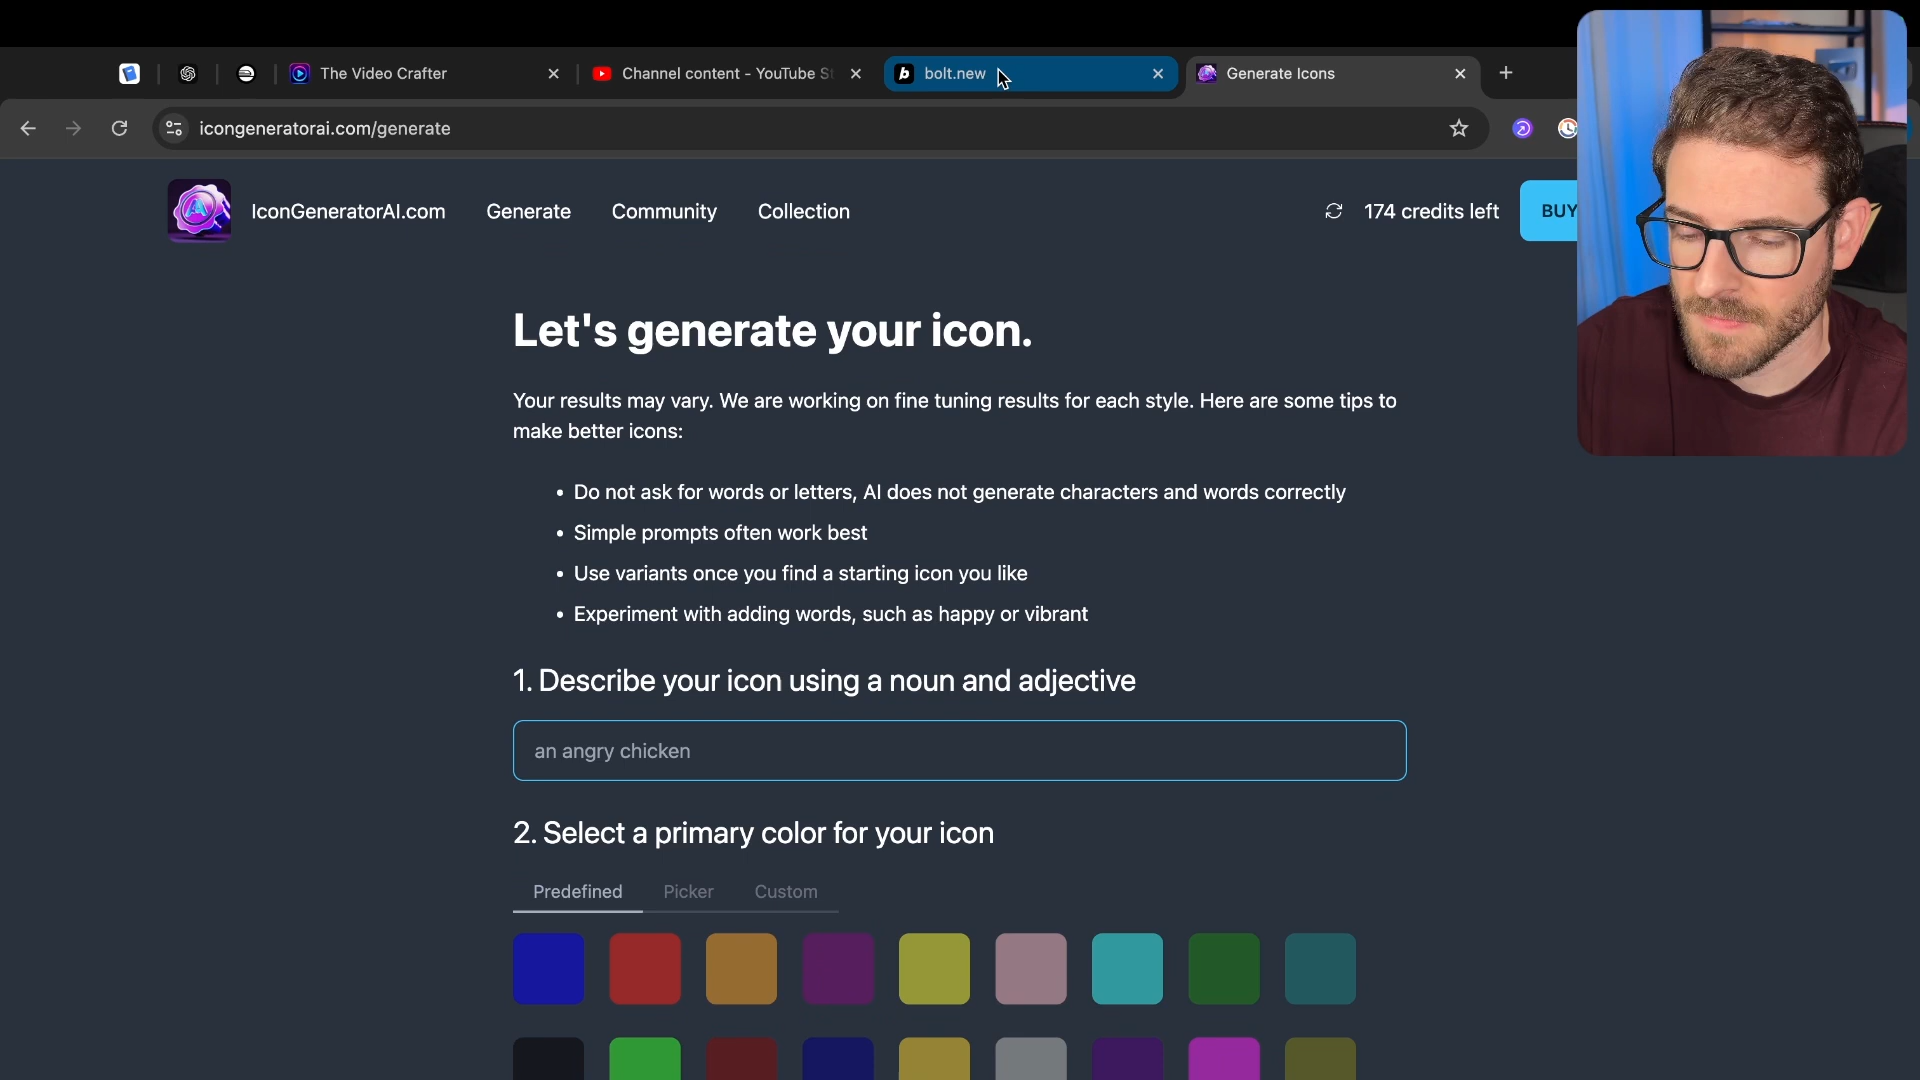 The Video Crafter
Channel content - YouTube St
bolt.new
Generate Icons
icongeneratorai.com/generate
IconGeneratorAI.com
Generate
Community
Collection
174 credits left
BUY
Let's generate your icon.
Your results may vary. We are working on fine tuning results for each style. Here are some tips to
make better icons:
• Do not ask for words or letters, AI does not generate characters and words correctly
• Simple prompts often work best
• Use variants once you find a starting icon you like
• Experiment with adding words, such as happy or vibrant
1. Describe your icon using a noun and adjective
an angry chicken
2. Select a primary color for your icon
Predefined
Picker
Custom